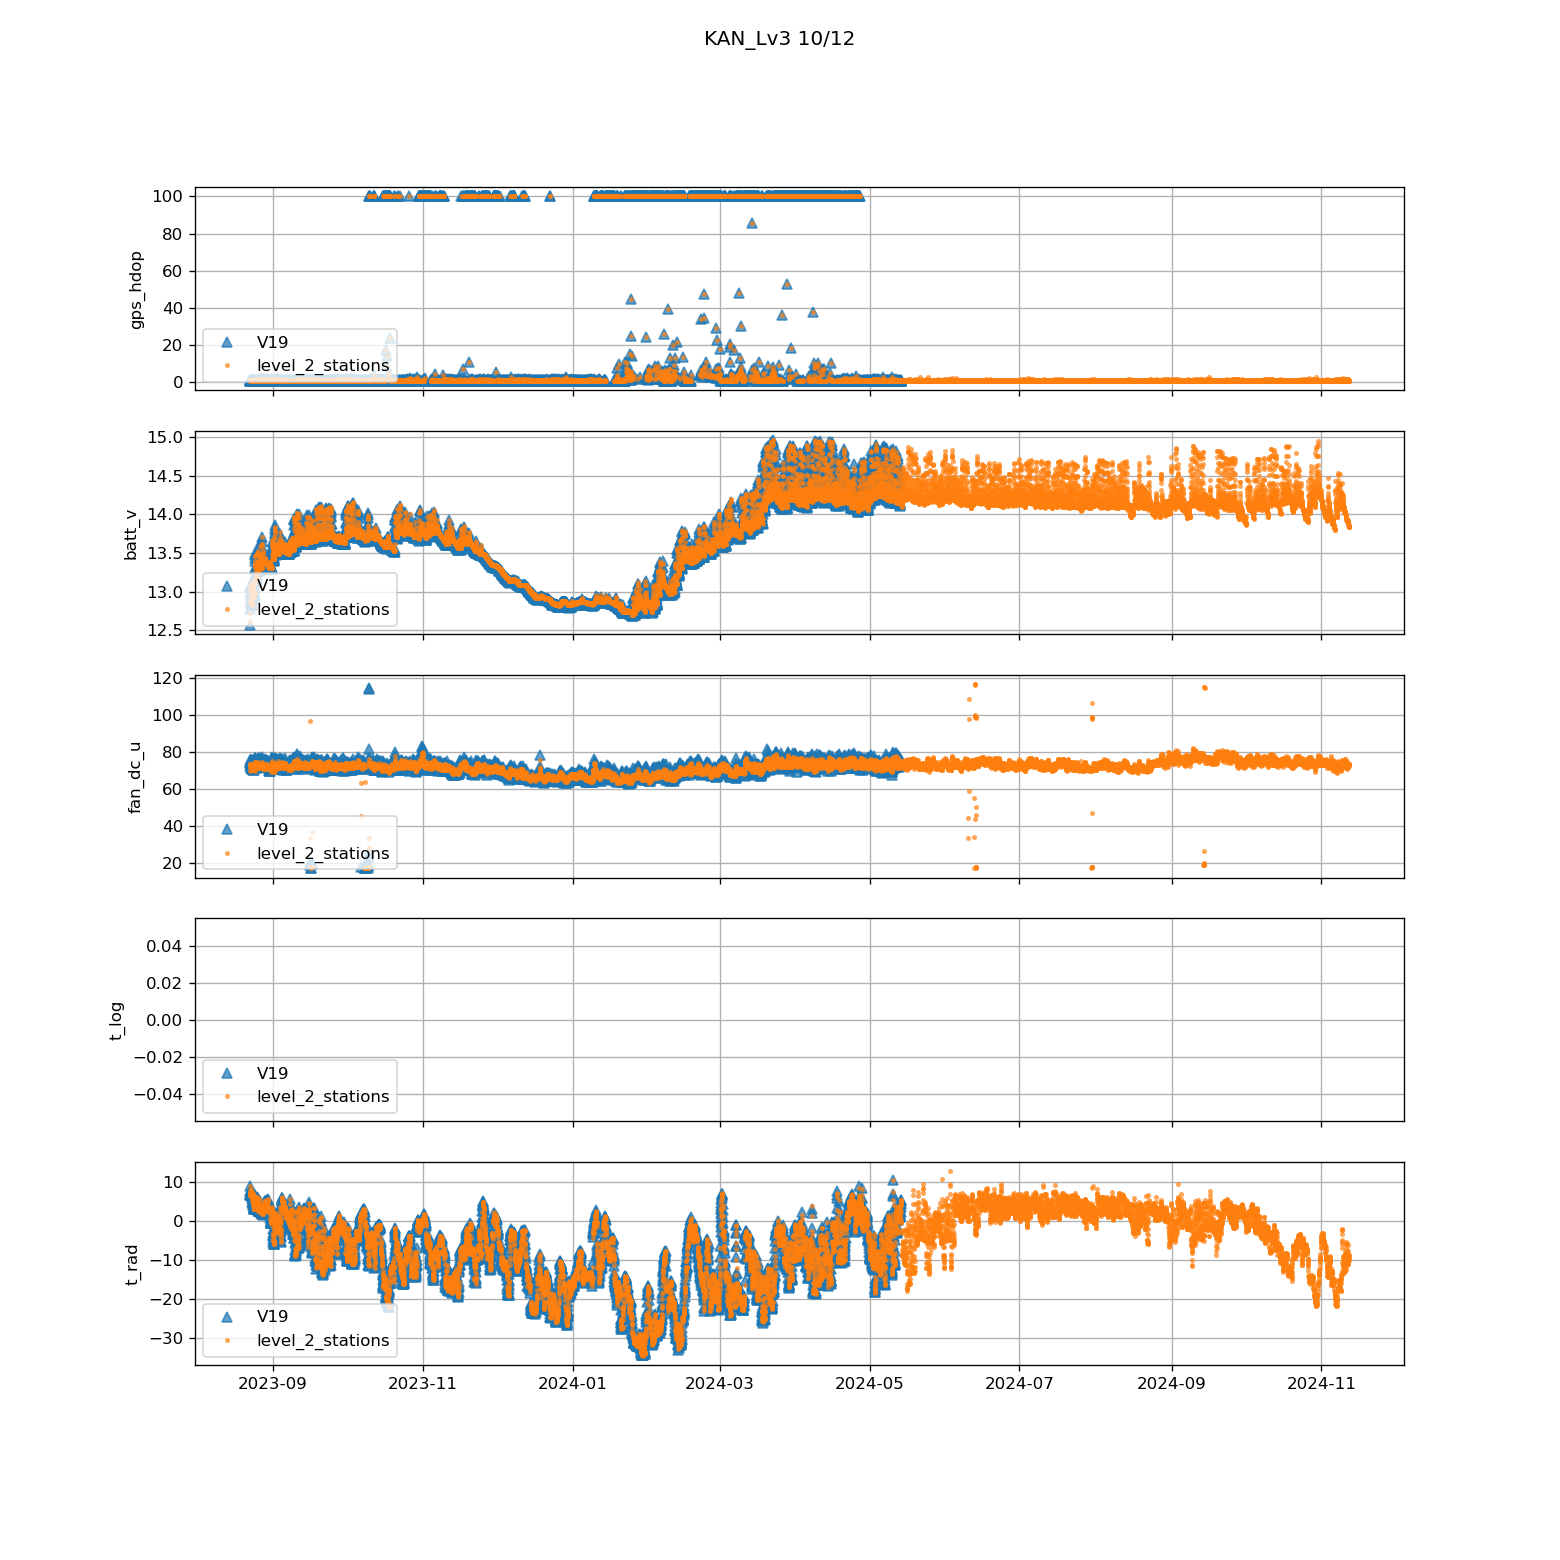 KAN_Lv3 10/12
100
80
60
40
20
0
gps_hdop
V19
level_2_stations
15.0
14.5
14.0
13.5
13.0
12.5
batt_v
V19
level_2_stations
120
100
80
60
40
20
fan_dc_u
V19
level_2_stations
0.04
0.02
0.00
−0.02
−0.04
t_log
V19
level_2_stations
10
0
−10
−20
−30
t_rad
V19
level_2_stations
2023-09 2023-11 2024-01 2024-03 2024-05 2024-07 2024-09 2024-11